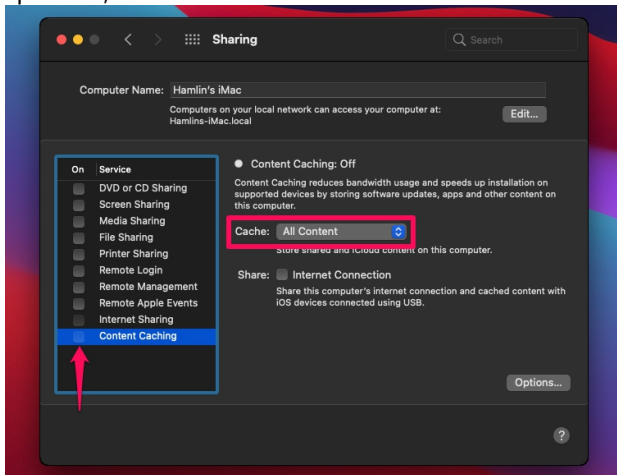 Sharing
Search
Computer Name: Hamlin's iMac
Computers on your local network can access your computer at:
Hamlins-iMac.local
Edit...
On Service
DVD or CD Sharing
Screen Sharing
Media Sharing
File Sharing
Printer Sharing
Remote Login
Remote Management
Remote Apple Events
Internet Sharing
Content Caching
Content Caching: Off
Content Caching reduces bandwidth usage and speeds up installation on
supported devices by storing software updates, apps and other content on
this computer.
Cache: All Content
Store shared and iCloud content on this computer.
Share: Internet Connection
Share this computer's internet connection and cached content with
iOS devices connected using USB.
Options...
?